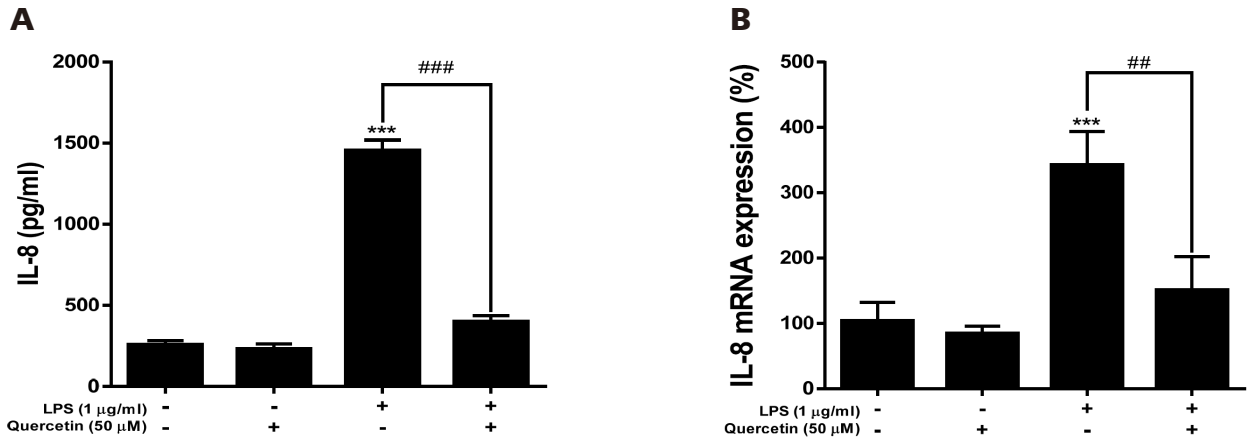 A
IL-8 (pg/ml)
2000
1500
1000
500
0
###
***
LPS (1 μg/ml) - - + +
Quercetin (50 μM) - + - +
B
IL-8 mRNA expression (%)
500
400
300
200
100
0
##
***
LPS (1 μg/ml) - - + +
Quercetin (50 μM) - + - +